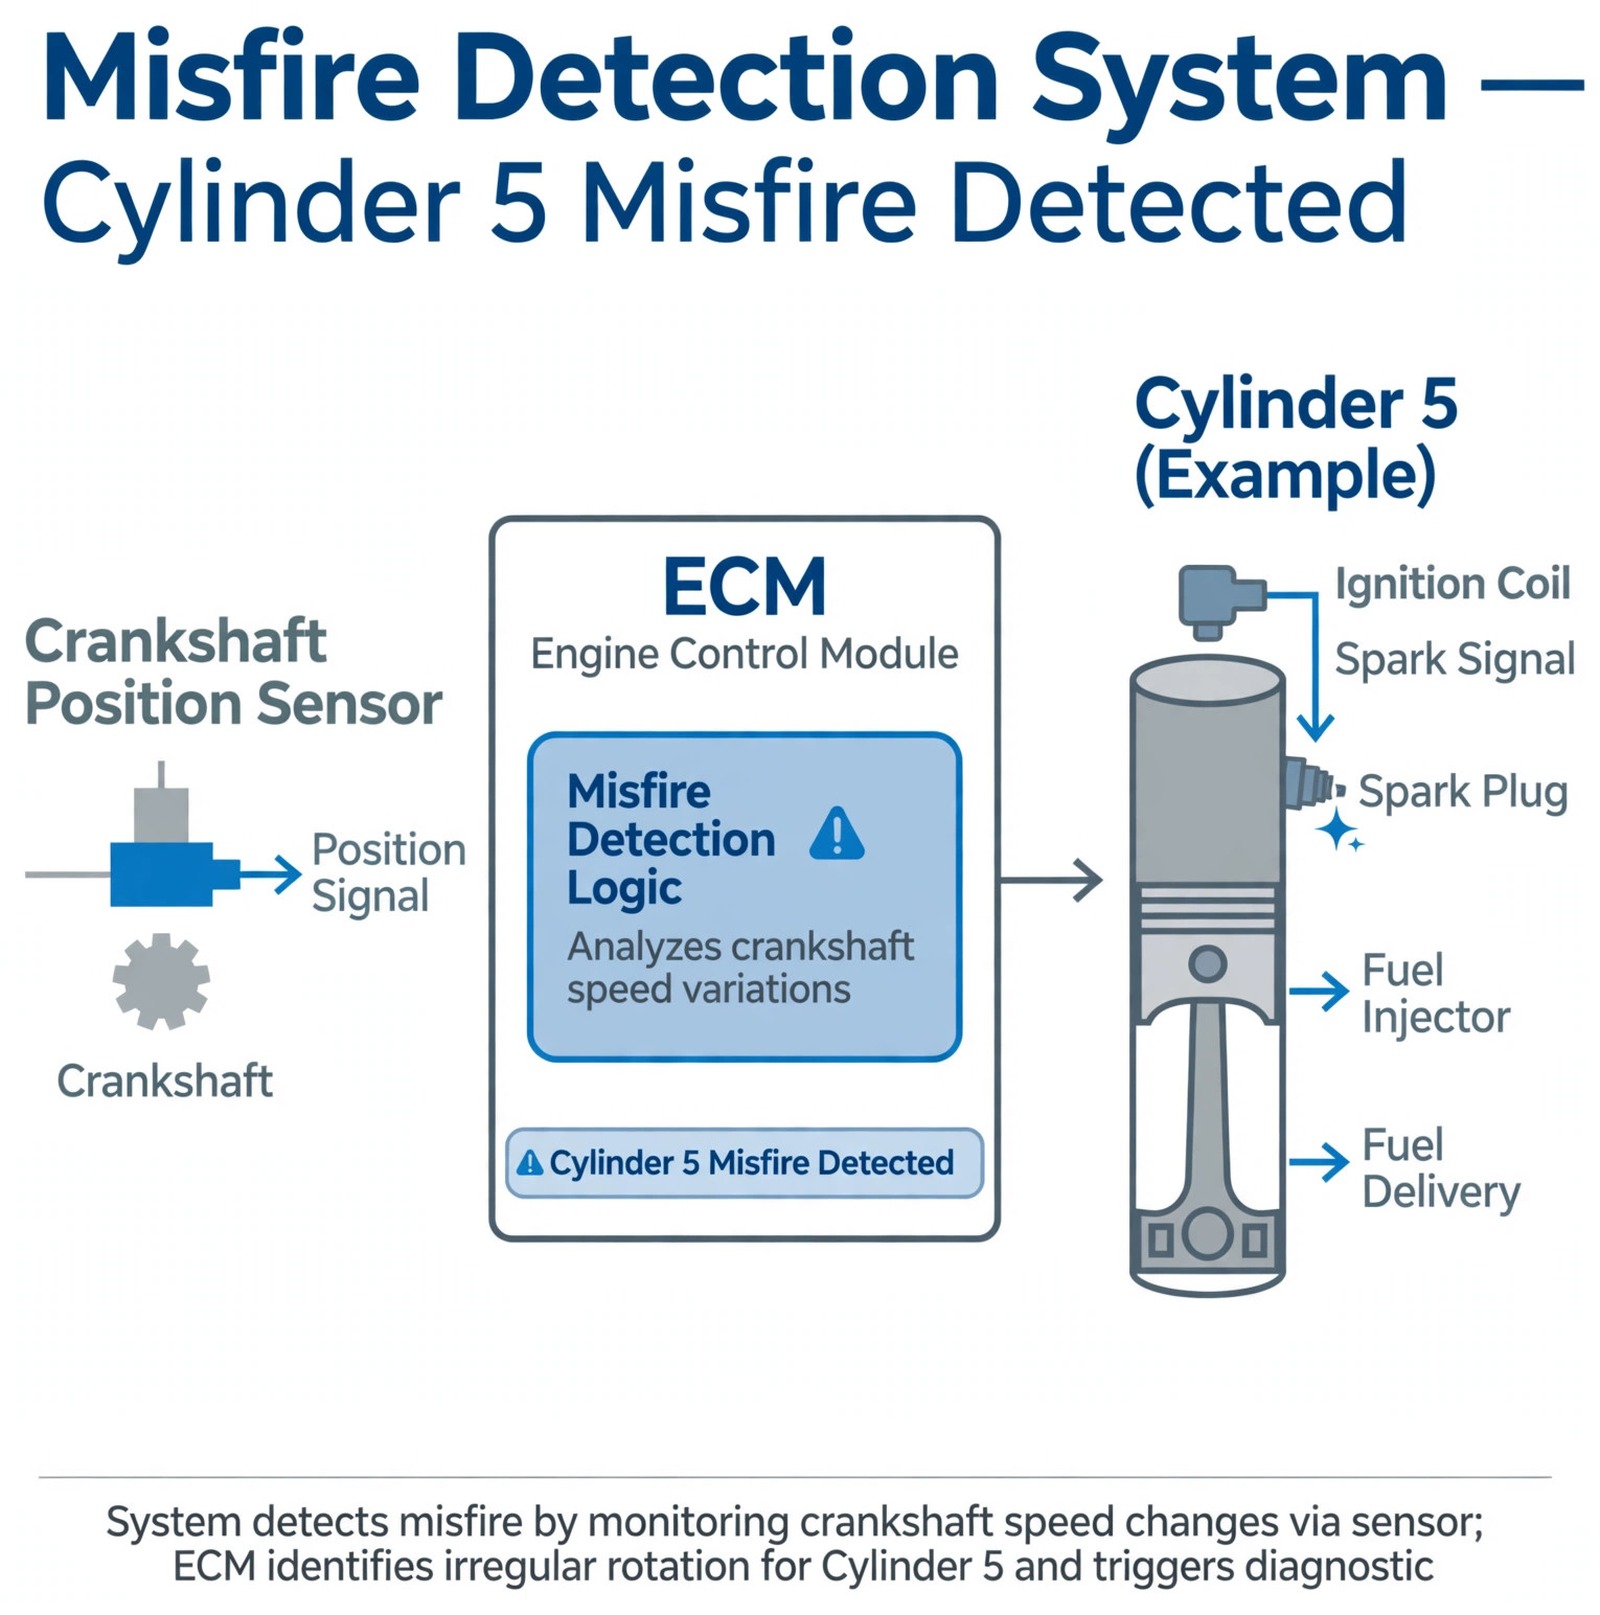 Misfire Detection System —
Cylinder 5 Misfire Detected
Crankshaft
Position Sensor
Position
Signal
Crankshaft
ECM
Engine Control Module
Misfire
Detection
Logic
Analyzes crankshaft
speed variations
Cylinder 5 Misfire Detected
Cylinder 5
(Example)
Ignition Coil
Spark Signal
Spark Plug
Fuel
Injector
Fuel
Delivery
System detects misfire by monitoring crankshaft speed changes via sensor;
ECM identifies irregular rotation for Cylinder 5 and triggers diagnostic